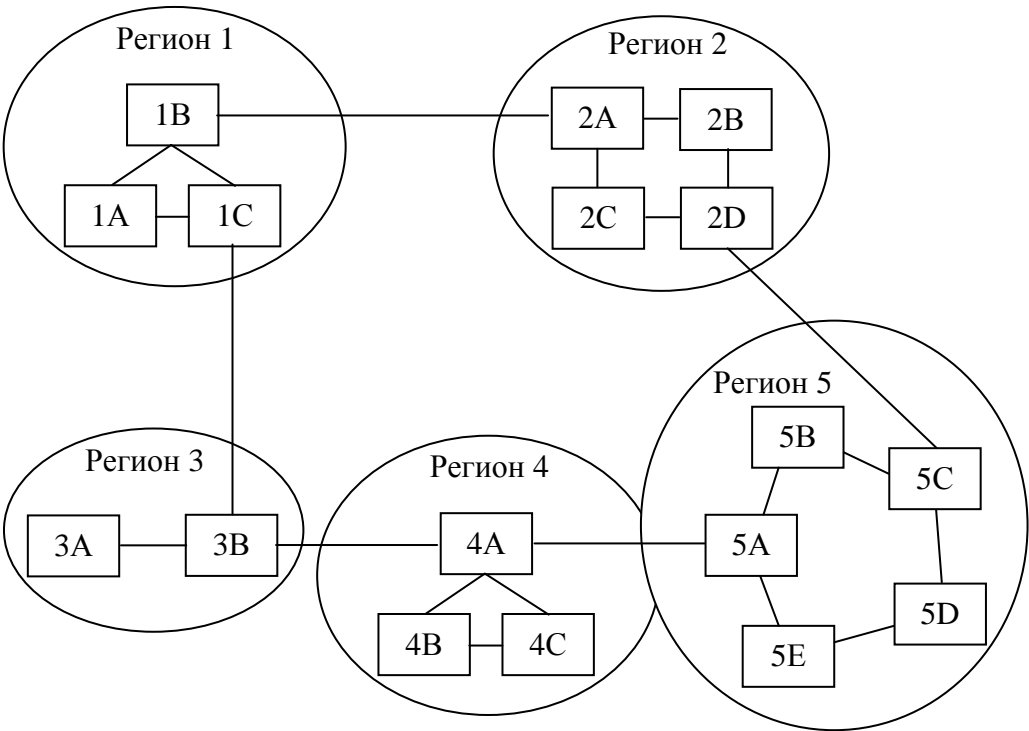 Регион 1
1B
1A
1C
Регион 2
2A
2B
2C
2D
Регион 3
3A
3B
Регион 4
4A
4B
4C
Регион 5
5B
5C
5A
5D
5E